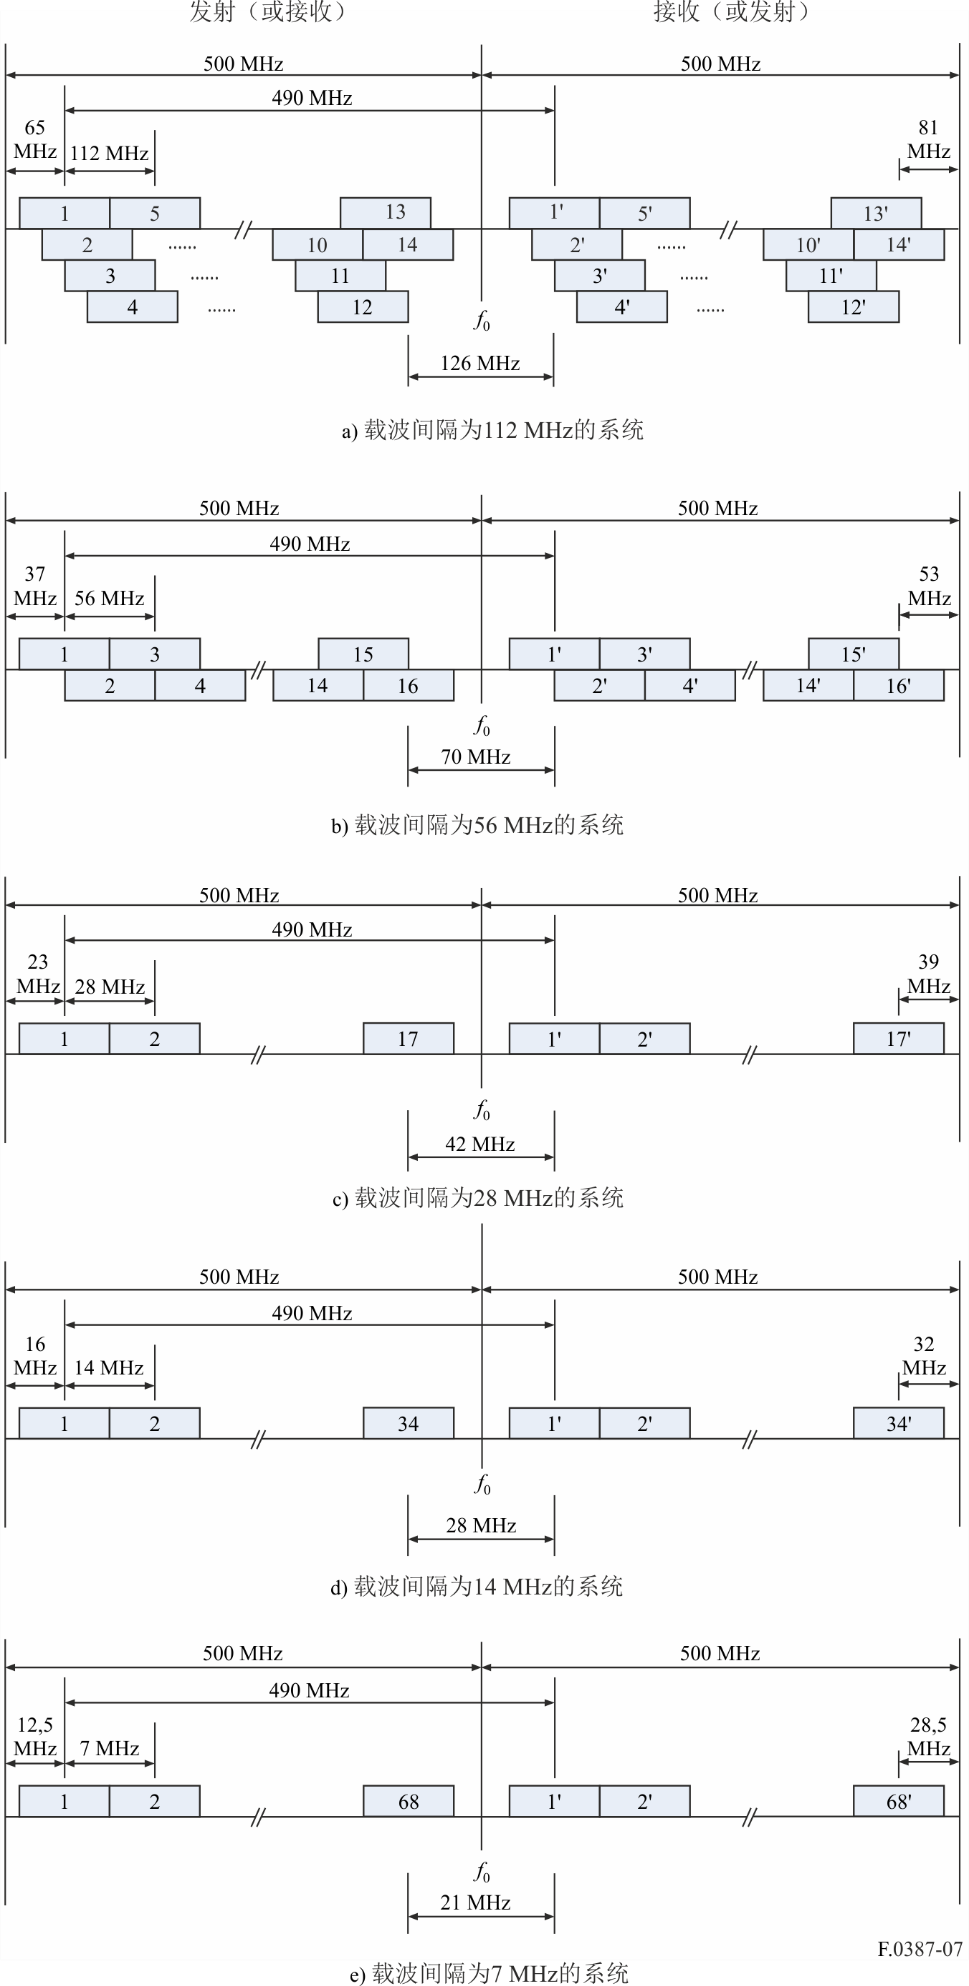 发射（或接收） 接收（或发射）
500 MHz 500 MHz
490 MHz
65 MHz 112 MHz 81 MHz
1 5 13 1' 5' 13'
2 ...... 10 14 2' ...... 10' 14'
3 ...... 11 3' ...... 11'
4 ...... 12 4' ...... 12'
f0
126 MHz
a) 载波间隔为112 MHz的系统
500 MHz 500 MHz
490 MHz
37 MHz 56 MHz 53 MHz
1 3 15 1' 3' 15'
2 4 14 16 2' 4' 14' 16'
f0
70 MHz
b) 载波间隔为56 MHz的系统
500 MHz 500 MHz
490 MHz
23 MHz 28 MHz 39 MHz
1 2 17 1' 2' 17'
f0
42 MHz
c) 载波间隔为28 MHz的系统
500 MHz 500 MHz
490 MHz
16 MHz 14 MHz 32 MHz
1 2 34 1' 2' 34'
f0
28 MHz
d) 载波间隔为14 MHz的系统
500 MHz 500 MHz
490 MHz
12,5 MHz 7 MHz 28,5 MHz
1 2 68 1' 2' 68'
f0
21 MHz
F.0387-07
e) 载波间隔为7 MHz的系统